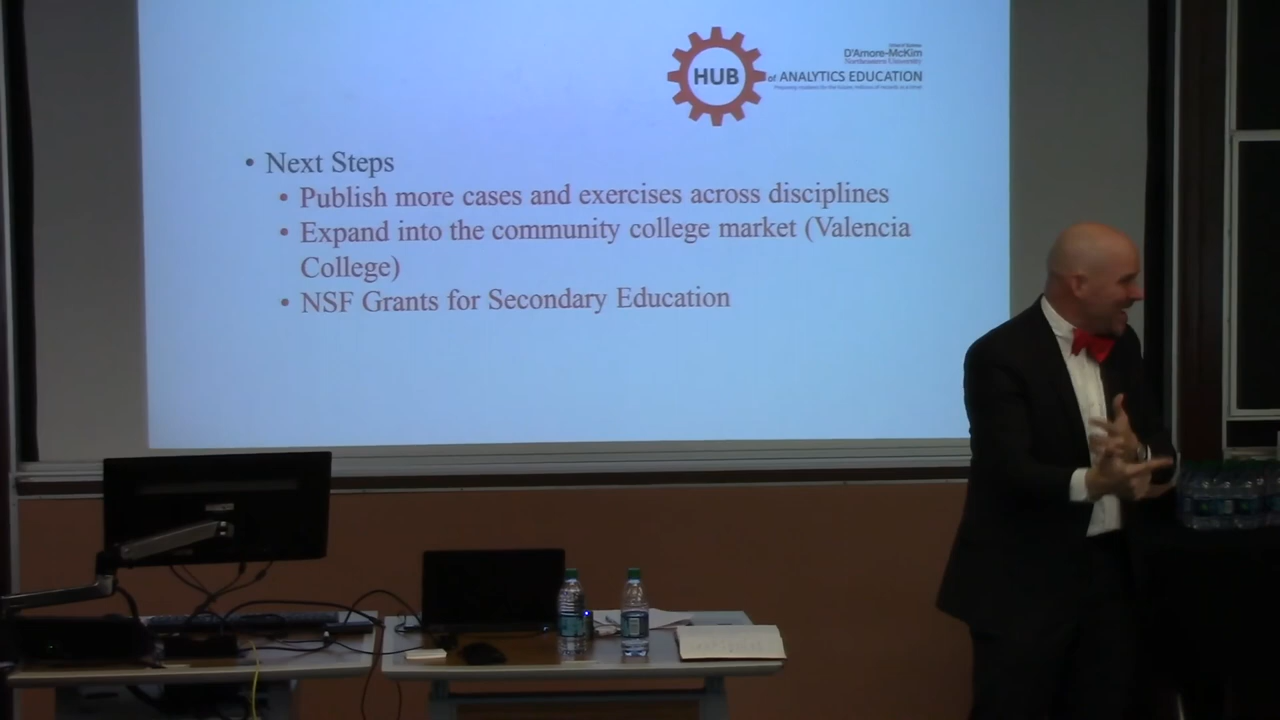 D'Amore-McKim
Northeastern University
HUB of ANALYTICS EDUCATION
• Next Steps
• Publish more cases and exercises across disciplines
• Expand into the community college market (Valencia
College)
• NSF Grants for Secondary Education